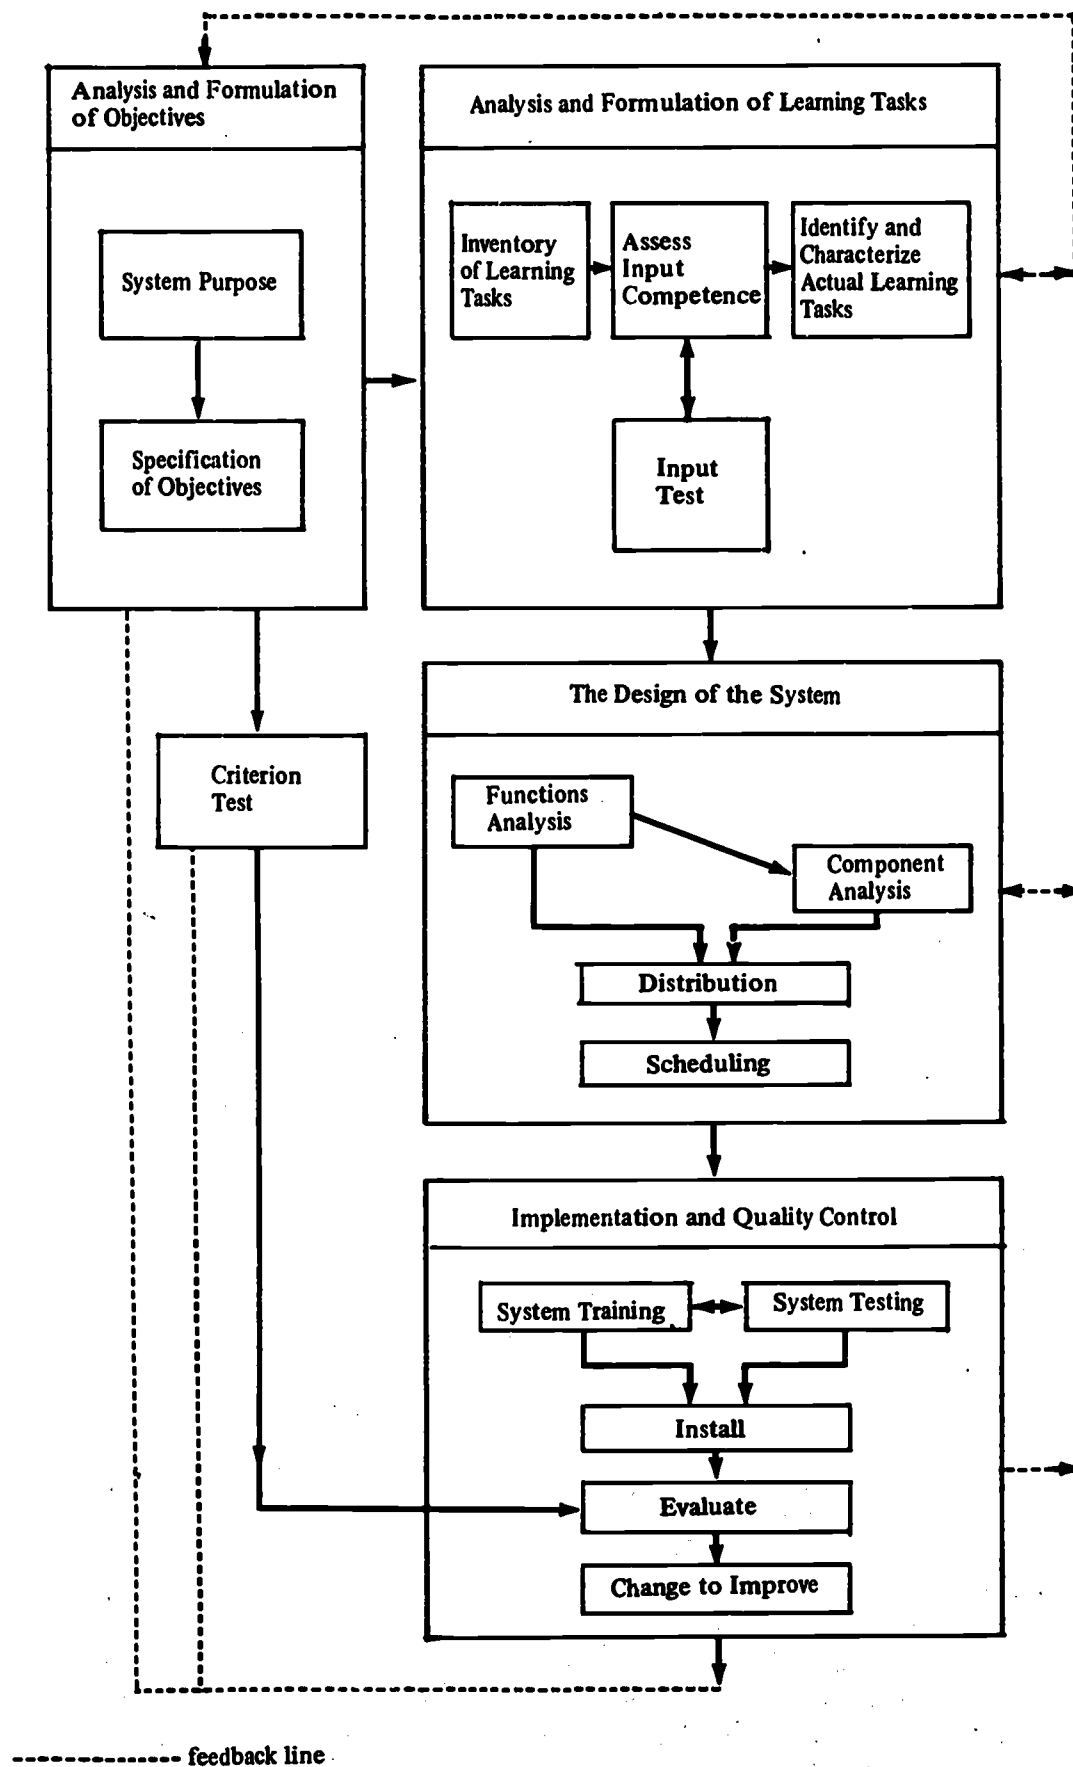 Analysis and Formulation
of Objectives
System Purpose
Specification
of Objectives
Analysis and Formulation of Learning Tasks
Inventory
of Learning
Tasks
Assess
Input
Competence
Identify and
Characterize
Actual Learning
Tasks
Input
Test
Criterion
Test
The Design of the System
Functions
Analysis
Component
Analysis
Distribution
Scheduling
Implementation and Quality Control
System Training
System Testing
Install
Evaluate
Change to Improve
feedback line